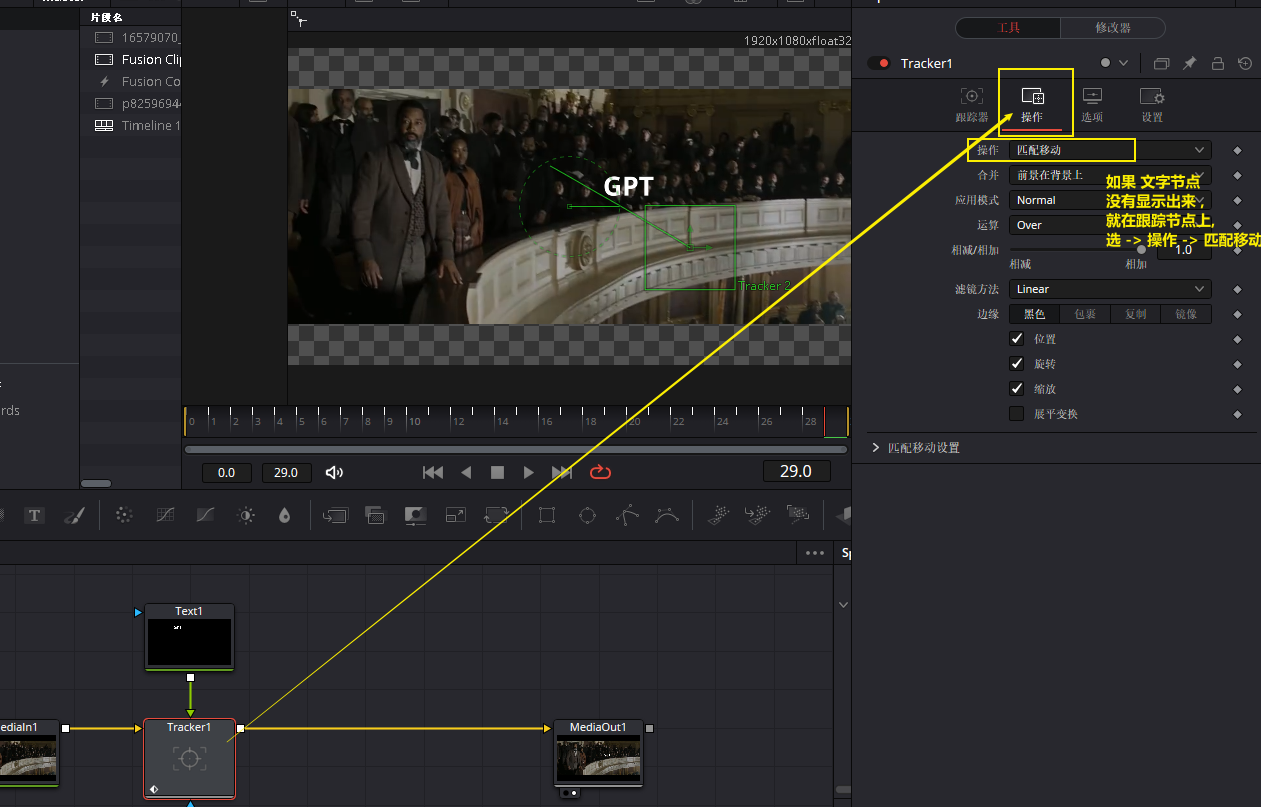 片段名
16579070_
Fusion Clip
Fusion Co
p8259694
Timeline 1
rds
1920x1080xfloat32
GPT
Tracker 2
0 1 2 3 4 5 6 7 8 9 10 12 14 16 18 20 22 24 26 28
0.0 29.0 29.0
T
工具 修改器
Tracker1
跟踪器 操作 选项 设置
操作 匹配移动
合并 前景在背景上
应用模式 Normal
运算 Over
相减/相加 1.0
相减 相加
滤镜方法 Linear
边缘 黑色 包裹 复制 镜像
位置
旋转
缩放
展平变换
匹配移动设置
如果 文字节点
没有显示出来，
就在跟踪节点上,
选 -> 操作 -> 匹配移动
Sp
Text1
ediaIn1
Tracker1
MediaOut1